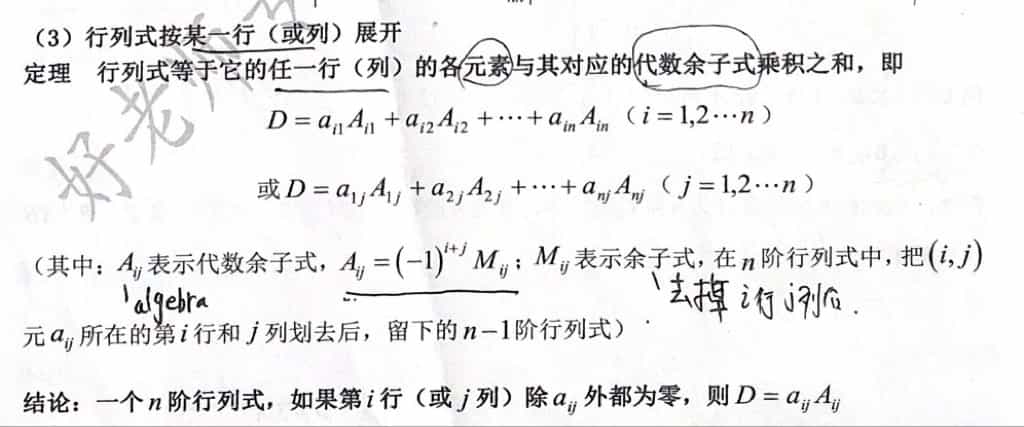 （3）行列式按某一行（或列）展开
定理 行列式等于它的任一行（列）的各元素与其对应的代数余子式乘积之和，即
D = a_{i1} A_{i1} + a_{i2} A_{i2} + ⋯ + a_{in} A_{in}（i = 1,2⋯n）
或 D = a_{1j} A_{1j} + a_{2j} A_{2j} + ⋯ + a_{nj} A_{nj}（j = 1,2⋯n）
（其中：A_{ij} 表示代数余子式，A_{ij} = (−1)^{i+j} M_{ij}；M_{ij} 表示余子式，在 n 阶行列式中，把 (i, j)
algebra 去掉 i行 j列后.
元 a_{ij} 所在的第 i 行和 j 列划去后，留下的 n−1 阶行列式）
结论：一个 n 阶行列式，如果第 i 行（或 j 列）除 a_{ij} 外都为零，则 D = a_{ij} A_{ij}
好老师